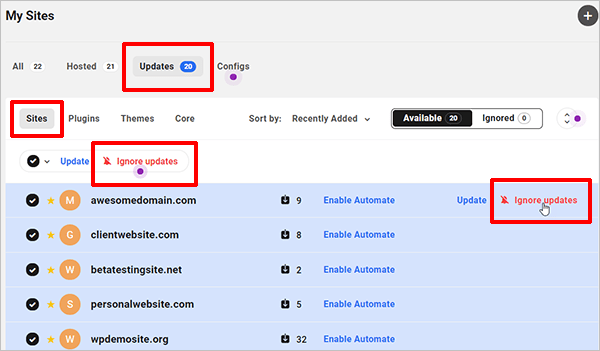 My Sites
All 22 Hosted 21 Updates 20 Configs
Sites Plugins Themes Core Sort by: Recently Added Available 20 Ignored 0
Update Ignore updates
M awesomedomain.com 9 Enable Automate Update Ignore updates
G clientwebsite.com 8 Enable Automate
W betatestingsite.net 2 Enable Automate
S personalwebsite.com 5 Enable Automate
W wpdemosite.org 32 Enable Automate